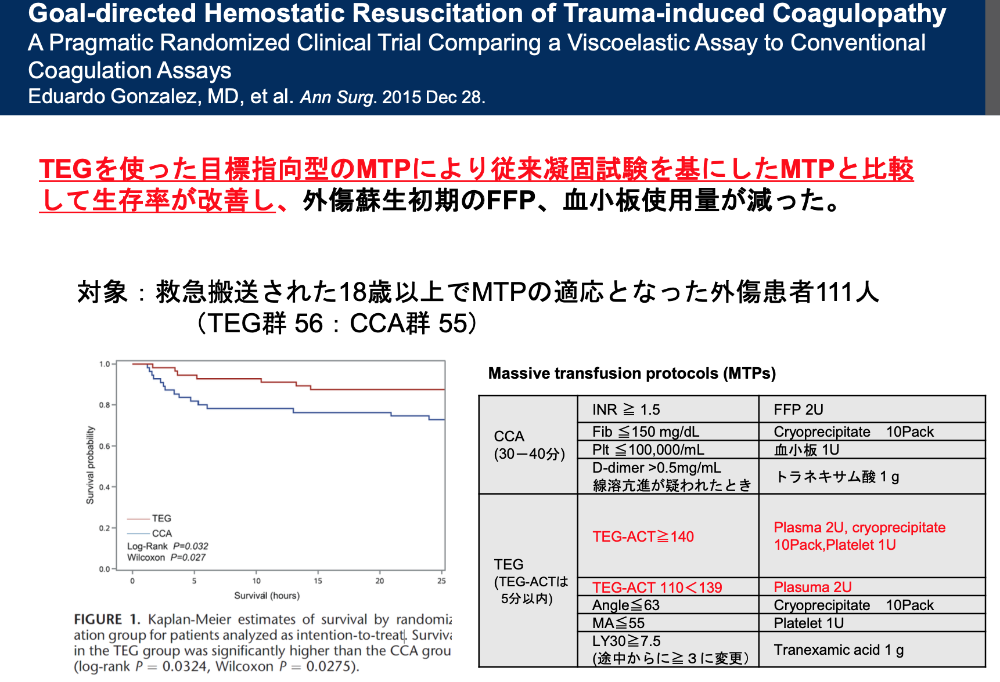 Goal-directed Hemostatic Resuscitation of Trauma-induced Coagulopathy
A Pragmatic Randomized Clinical Trial Comparing a Viscoelastic Assay to Conventional
Coagulation Assays
Eduardo Gonzalez, MD, et al. Ann Surg. 2015 Dec 28.
TEGを使った目標指向型のMTPにより従来凝固試験を基にしたMTPと比較
して生存率が改善し、外傷蘇生初期のFFP、血小板使用量が減った。
対象：救急搬送された18歳以上でMTPの適応となった外傷患者111人
（TEG群 56：CCA群 55）
1.0
0.8
0.6
0.4
0.2
0.0
Survival probability
TEG
CCA
Log-Rank P=0.032
Wilcoxon P=0.027
0 5 10 15 20 25
Survival (hours)
FIGURE 1. Kaplan-Meier estimates of survival by randomiz
ation group for patients analyzed as intention-to-treat. Surviva
in the TEG group was significantly higher than the CCA grou
(log-rank P = 0.0324, Wilcoxon P = 0.0275).
Massive transfusion protocols (MTPs)
CCA
(30－40分)
INR ≧ 1.5
FFP 2U
Fib ≦150 mg/dL
Cryoprecipitate　10Pack
Plt ≦100,000/mL
血小板 1U
D-dimer >0.5mg/mL
線溶亢進が疑われたとき
トラネキサム酸 1 g
TEG
(TEG-ACTは
5分以内)
TEG-ACT≧140
Plasma 2U, cryoprecipitate
10Pack,Platelet 1U
TEG-ACT 110＜139
Plasuma 2U
Angle≦63
Cryoprecipitate　10Pack
MA≦55
Platelet 1U
LY30≧7.5
(途中からに≧３に変更）
Tranexamic acid 1 g